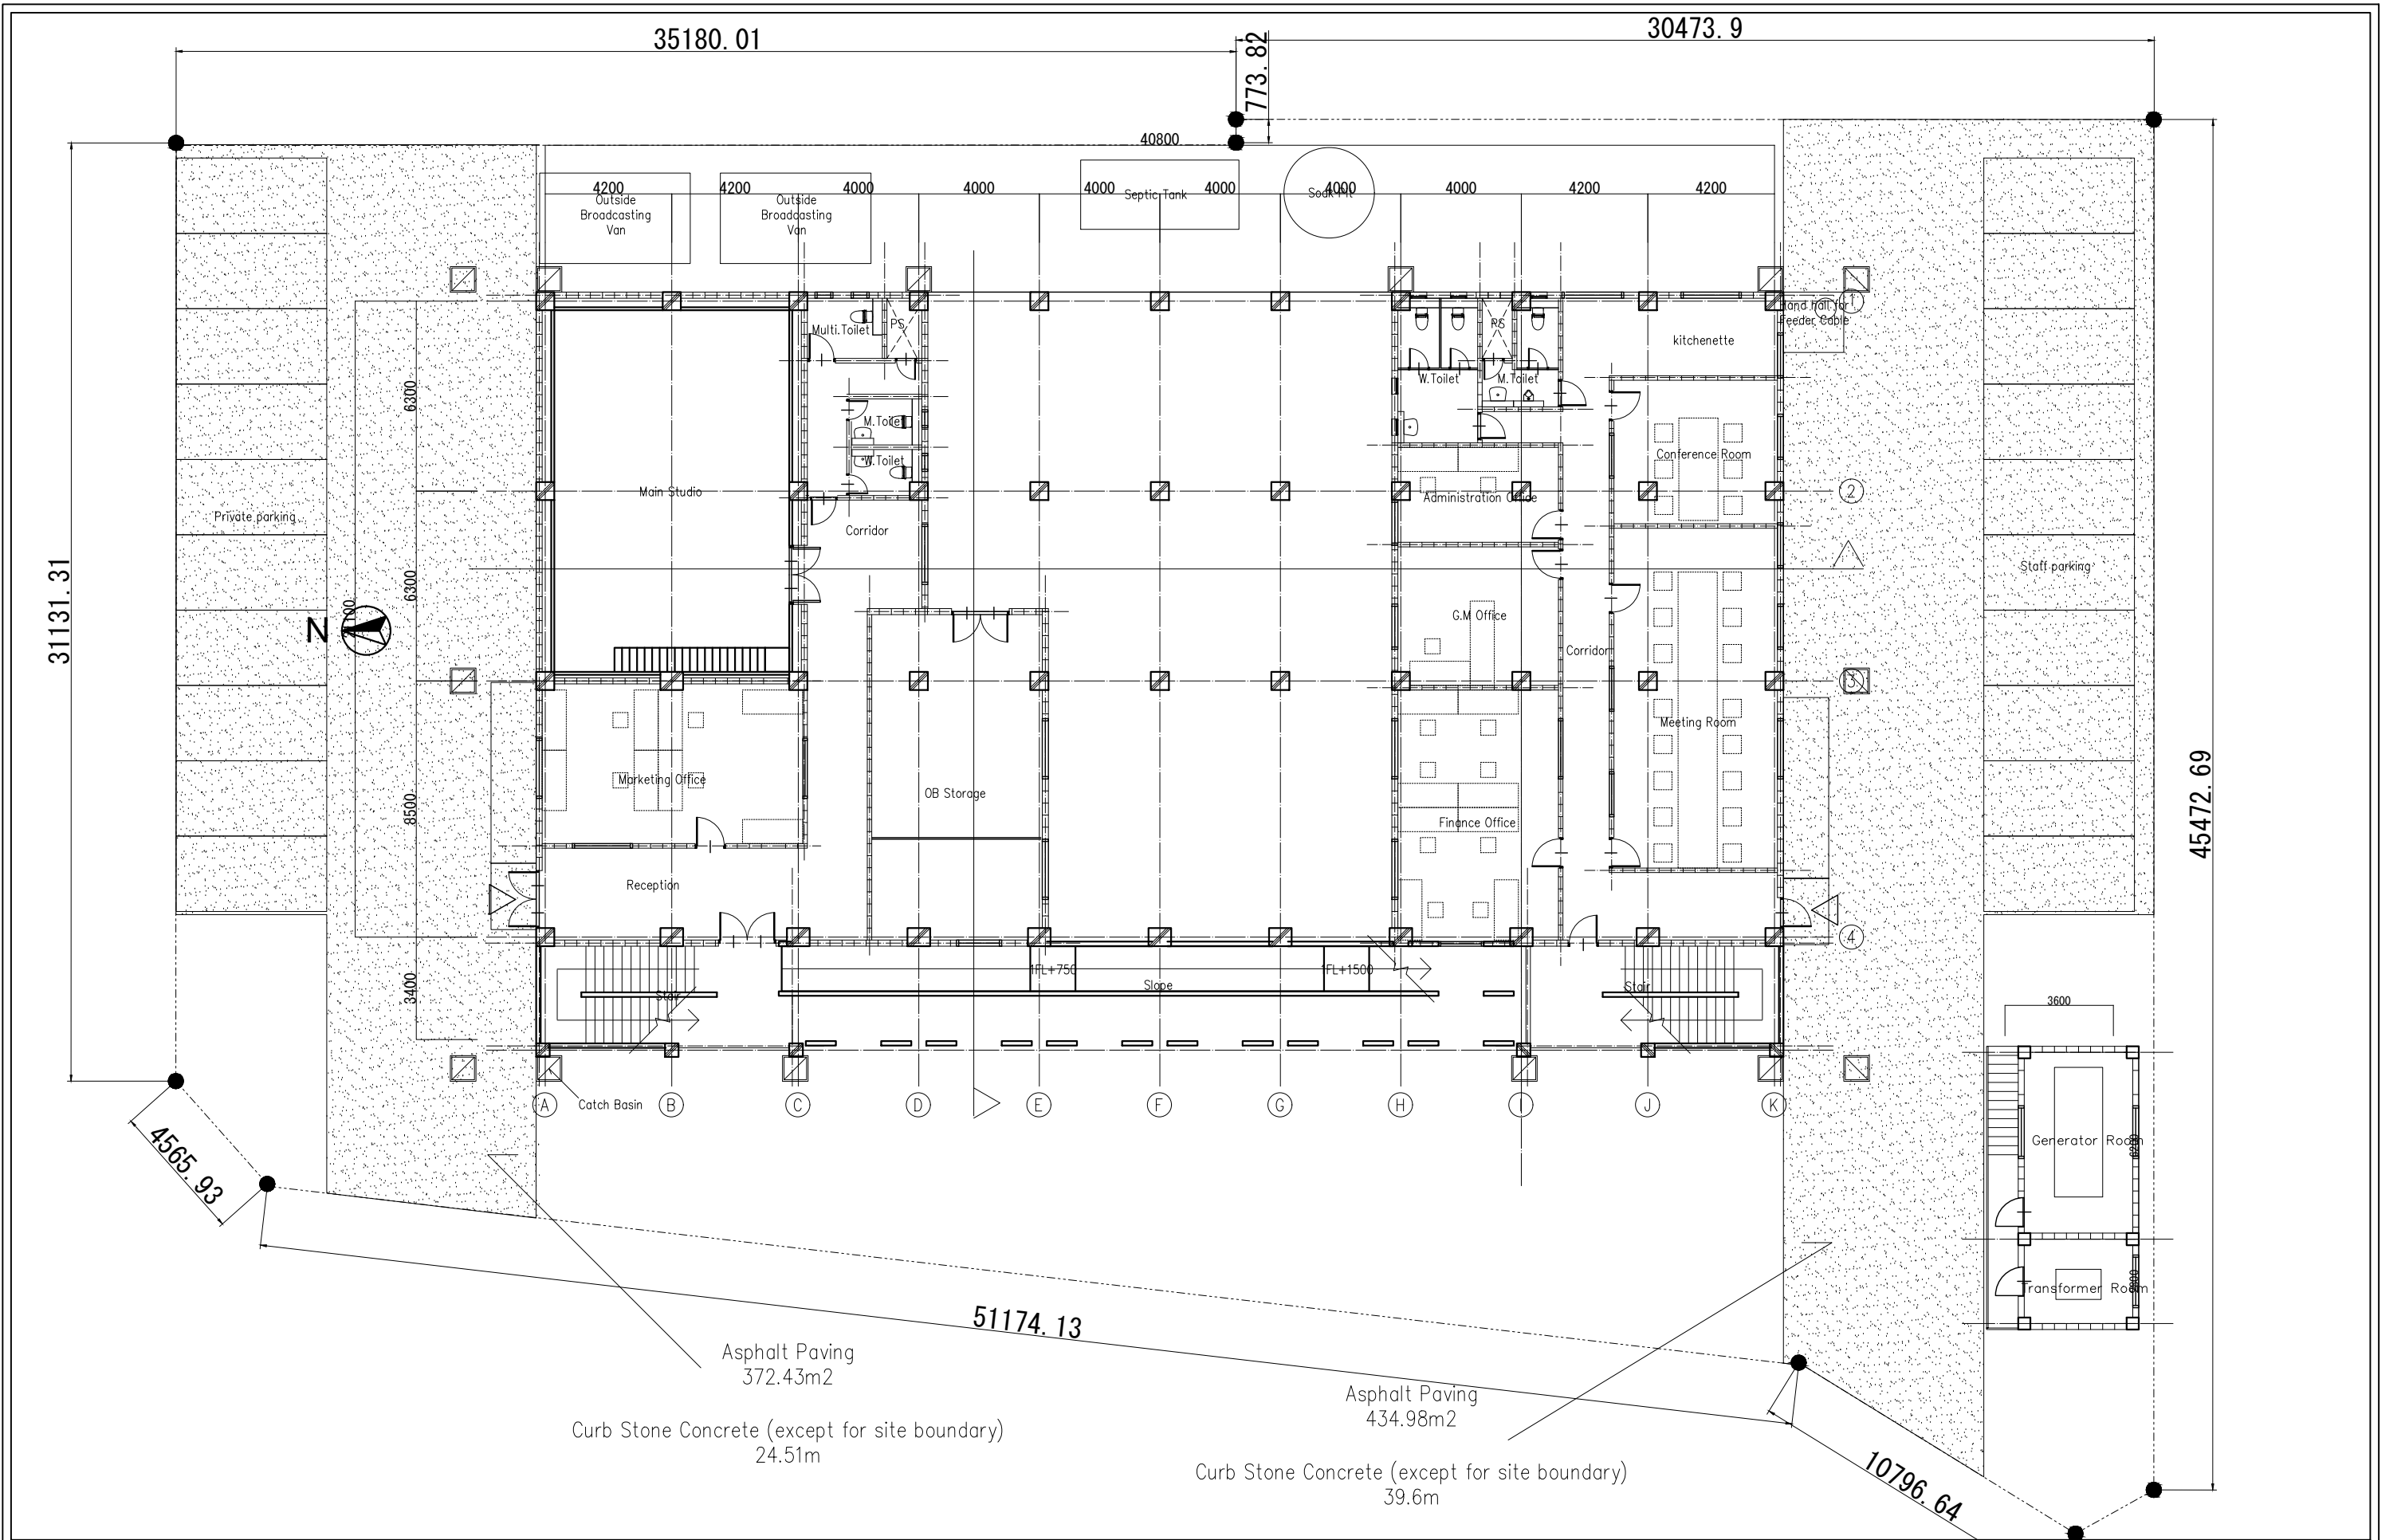 35180.01
30473.9
773.82
40800
4200
4200
4000
4000
4000
4000
4000
4000
4200
4200
Outside
Broadcasting
Van
Outside
Broadcasting
Van
Septic Tank
Soak Pit
Multi.Toilet
PS
PS
kitchenette
1
Feeder Cable
W.Toilet
M.Toilet
M.Toilet
W.Toilet
6300
Conference Room
Main Studio
Administration Office
2
Private parking
Corridor
Staff parking
31131.31
6300
N
G.M Office
Corridor
3
Meeting Room
Marketing Office
OB Storage
8500
Finance Office
45472.69
Reception
4
1FL+750
1FL+1500
Slope
Stair
Stair
3400
3600
A
B
C
D
E
F
G
H
I
J
K
Catch Basin
4565.93
Generator Room
6200
Transformer Room
51174.13
Asphalt Paving
372.43m2
Curb Stone Concrete (except for site boundary)
24.51m
Asphalt Paving
434.98m2
Curb Stone Concrete (except for site boundary)
39.6m
10796.64